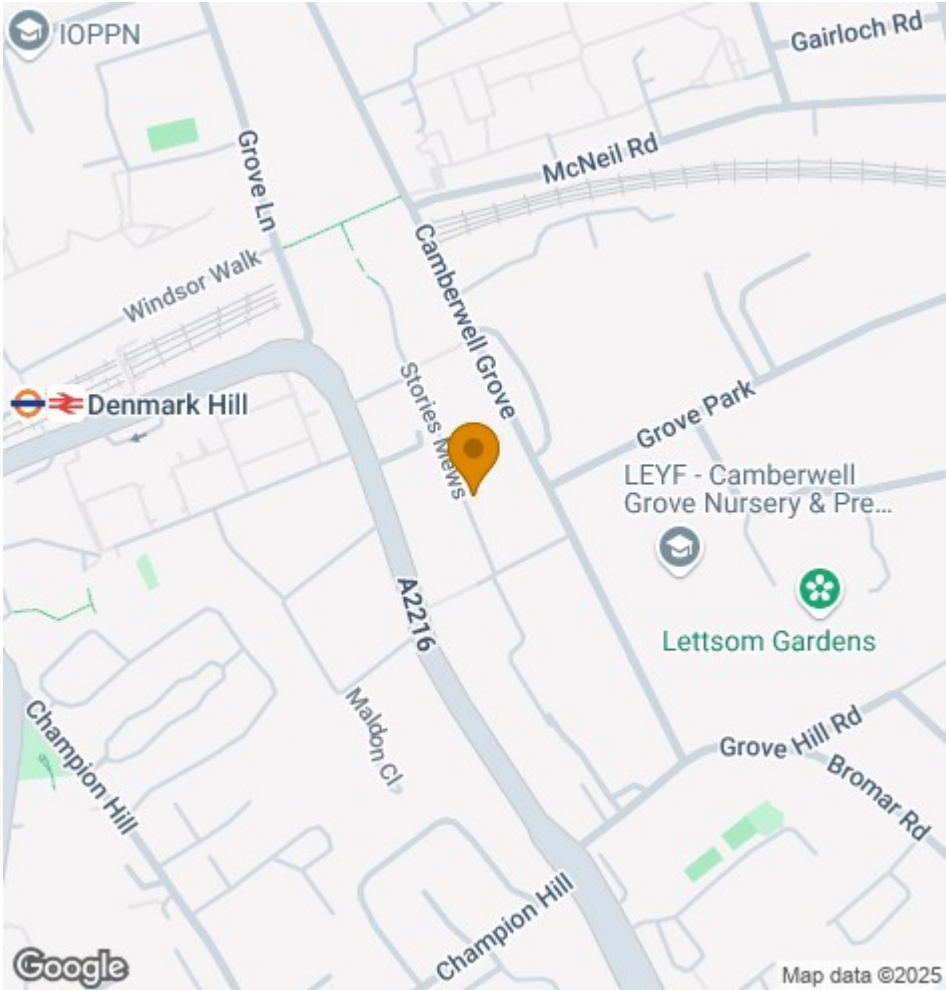 IOPPN
Gairloch Rd
Grove Ln
McNeil Rd
Windsor Walk
Camberwell Grove
Denmark Hill
Stories Mews
Grove Park
LEYF - Camberwell
Grove Nursery & Pre...
A2216
Lettsom Gardens
Maldon Cl
Champion Hill
Grove Hill Rd
Bromar Rd
Champion Hill
Google
Map data ©2025